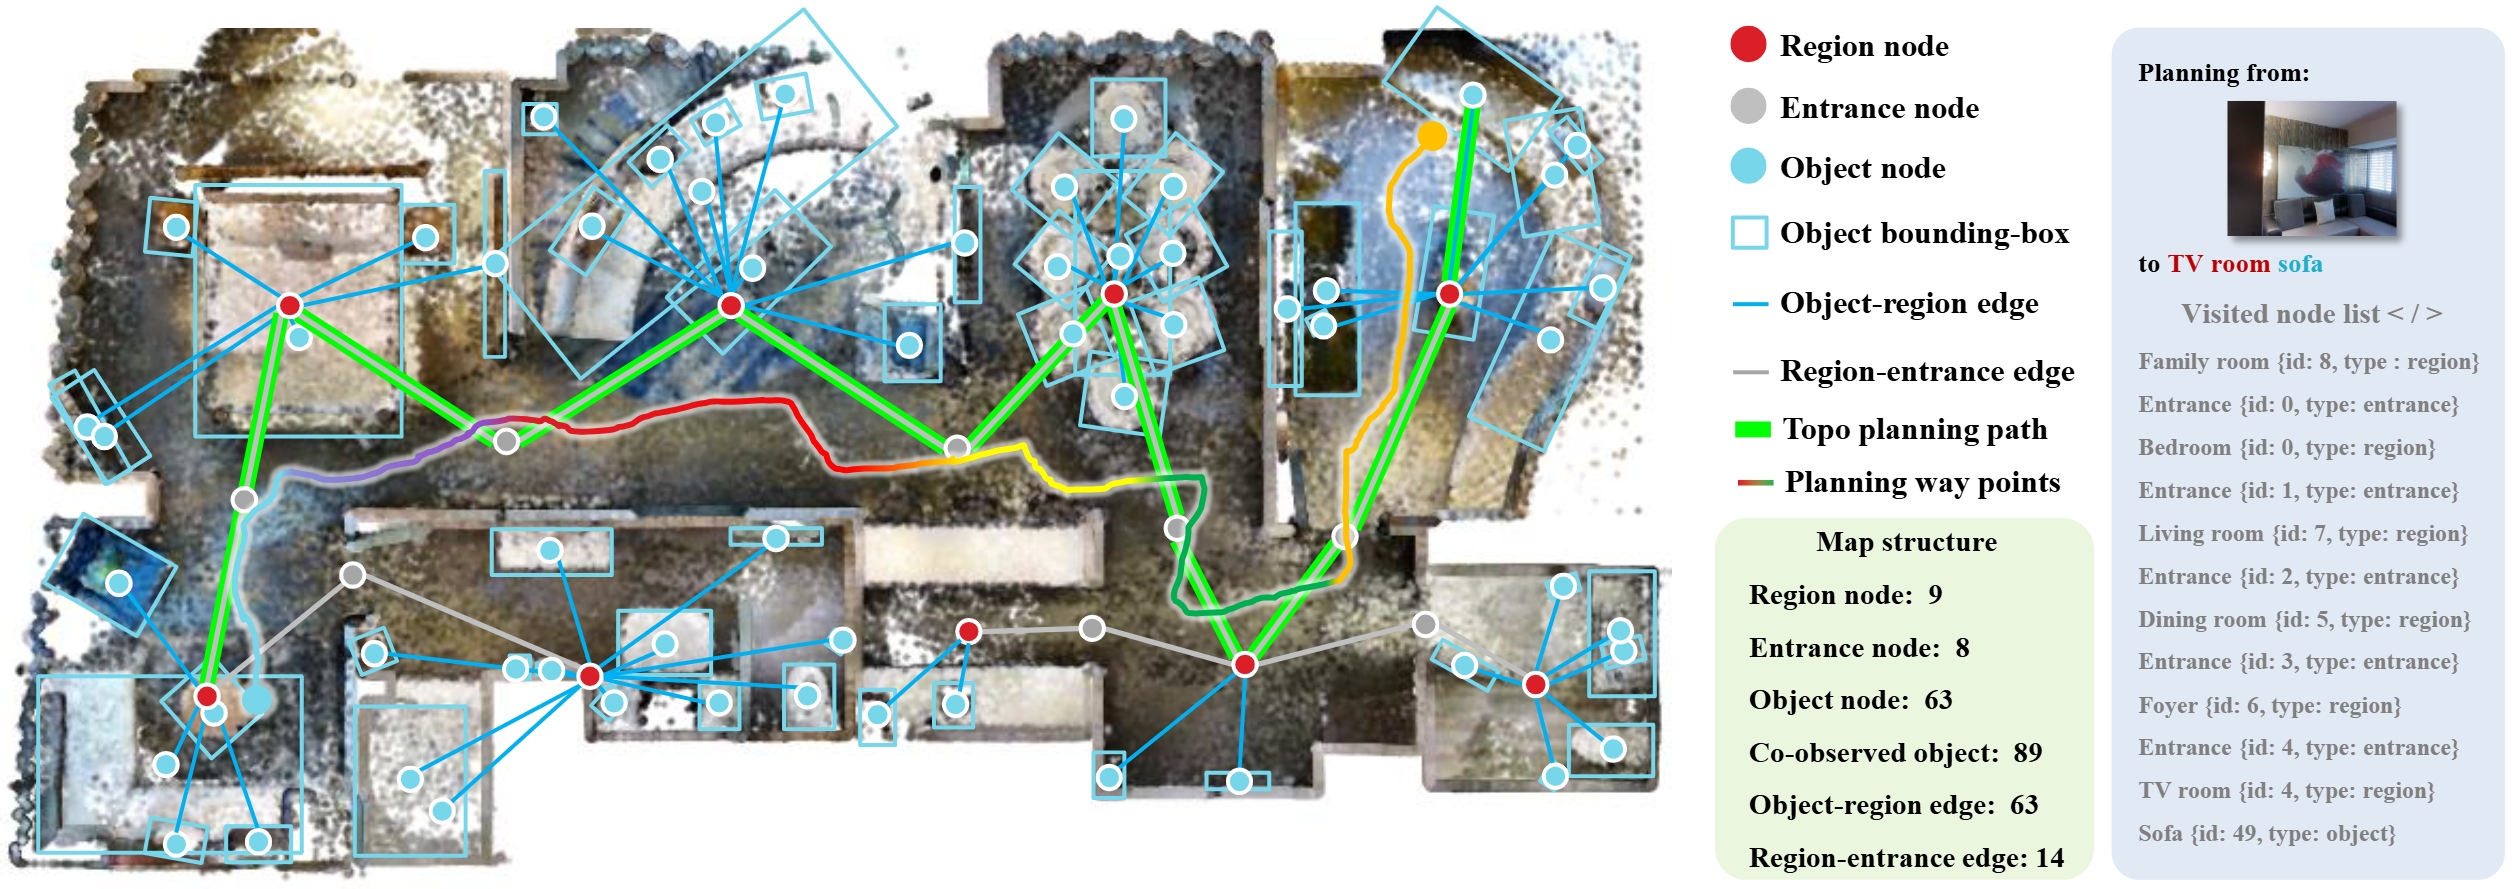 Region node
Entrance node
Object node
Object bounding-box
Object-region edge
Region-entrance edge
Topo planning path
Planning way points
Map structure
Region node: 9
Entrance node: 8
Object node: 63
Co-observed object: 89
Object-region edge: 63
Region-entrance edge: 14
Planning from:
to TV room sofa
Visited node list < / >
Family room {id: 8, type : region}
Entrance {id: 0, type: entrance}
Bedroom {id: 0, type: region}
Entrance {id: 1, type: entrance}
Living room {id: 7, type: region}
Entrance {id: 2, type: entrance}
Dining room {id: 5, type: region}
Entrance {id: 3, type: entrance}
Foyer {id: 6, type: region}
Entrance {id: 4, type: entrance}
TV room {id: 4, type: region}
Sofa {id: 49, type: object}